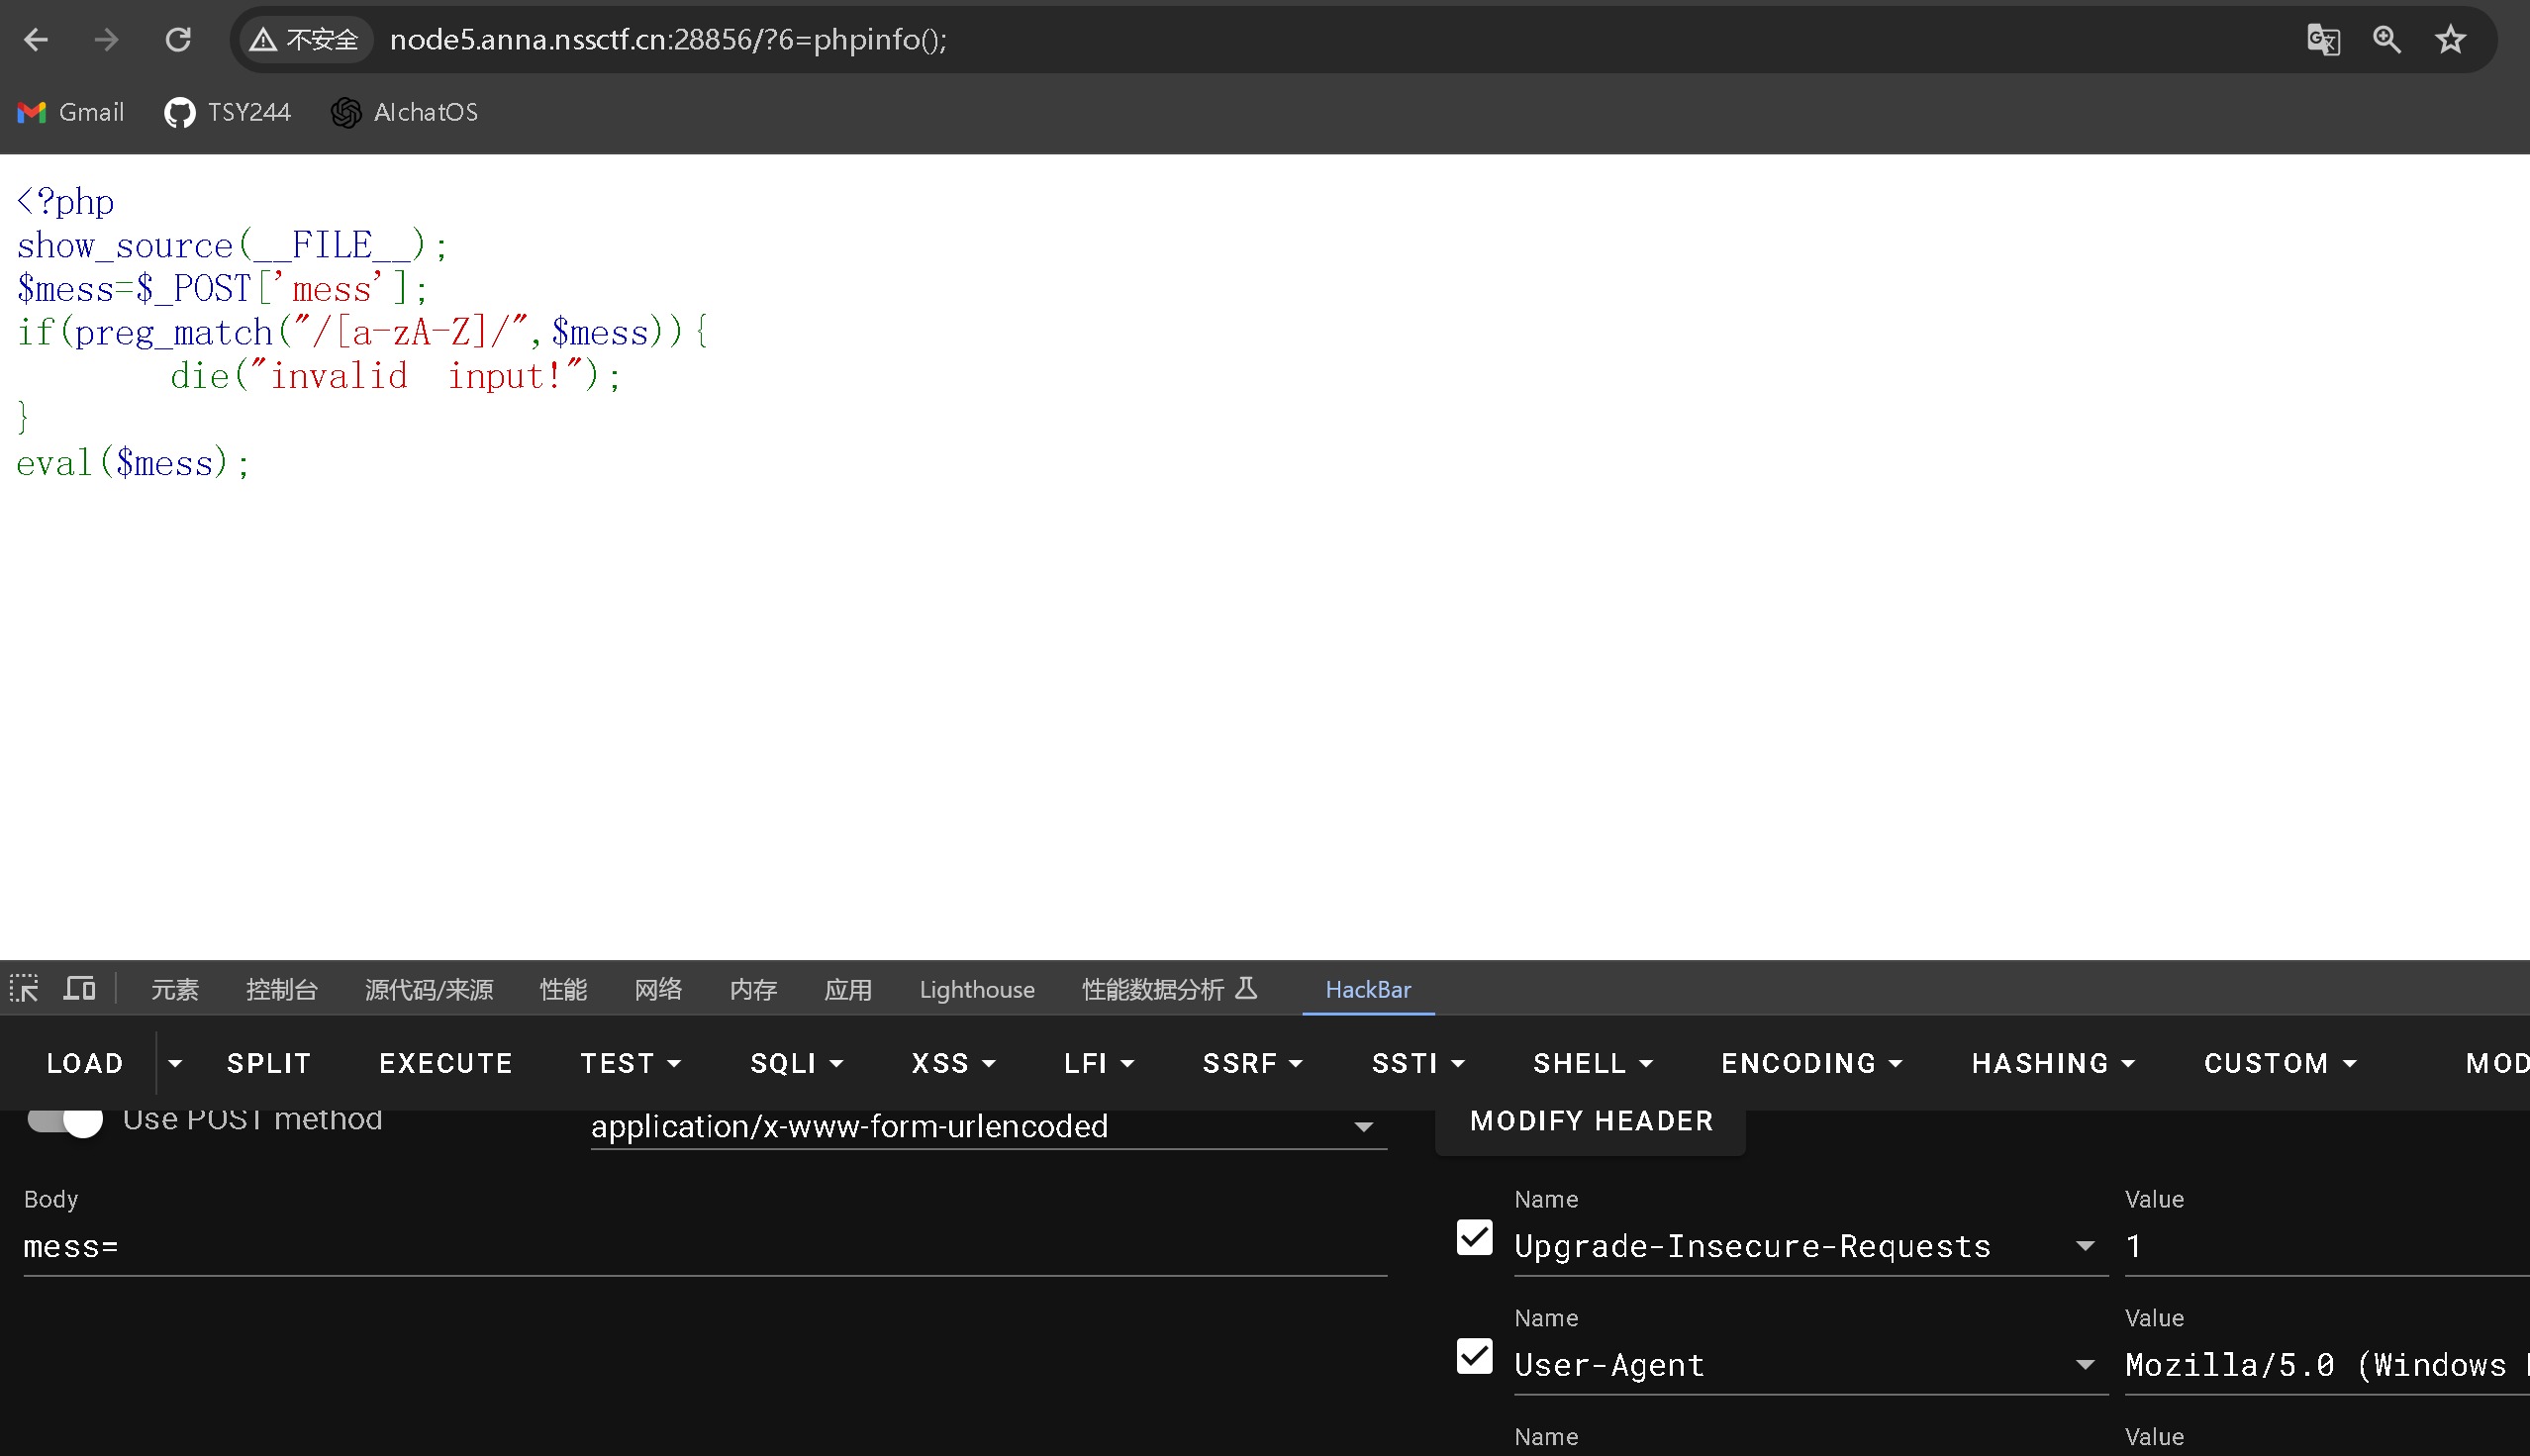 不安全 node5.anna.nssctf.cn:28856/?6=phpinfo();
Gmail TSY244 AIchatOS
<?php
show_source(__FILE__);
$mess=$_POST['mess'];
if(preg_match("/[a-zA-Z]/",$mess)){
die("invalid input!");
}
eval($mess);
元素 控制台 源代码/来源 性能 网络 内存 应用 Lighthouse 性能数据分析 HackBar
LOAD SPLIT EXECUTE TEST SQLI XSS LFI SSRF SSTI SHELL ENCODING HASHING CUSTOM MOD
Use POST method application/x-www-form-urlencoded MODIFY HEADER
Body Name Value
mess= Upgrade-Insecure-Requests 1
Name Value
User-Agent Mozilla/5.0 (Windows
Name Value